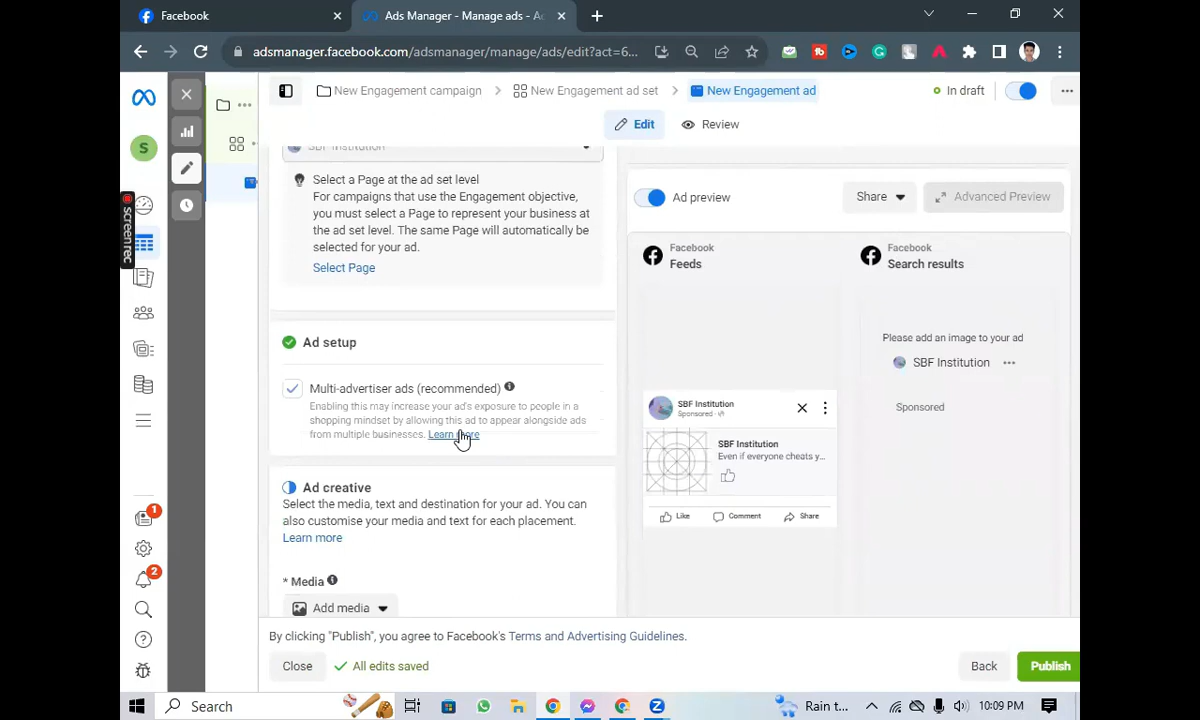 Facebook
Ads Manager - Manage ads - Ad
adsmanager.facebook.com/adsmanager/manage/ads/edit?act=6...
New Engagement campaign
New Engagement ad set
New Engagement ad
In draft
Edit
Review
S
SBF Institution
Select a Page at the ad set level
For campaigns that use the Engagement objective,
you must select a Page to represent your business at
the ad set level. The same Page will automatically be
selected for your ad.
Select Page
Ad setup
Multi-advertiser ads (recommended)
Enabling this may increase your ad's exposure to people in a
shopping mindset by allowing this ad to appear alongside ads
from multiple businesses. Learn more
Ad creative
Select the media, text and destination for your ad. You can
also customise your media and text for each placement.
Learn more
* Media
Add media
Ad preview
Share
Advanced Preview
Facebook
Feeds
SBF Institution
Sponsored
SBF Institution
Even if everyone cheats y...
Like
Comment
Share
Facebook
Search results
Please add an image to your ad
SBF Institution
Sponsored
SCREENREC
1
2
By clicking "Publish", you agree to Facebook's Terms and Advertising Guidelines.
Close
All edits saved
Back
Publish
Search
Rain t...
10:09 PM